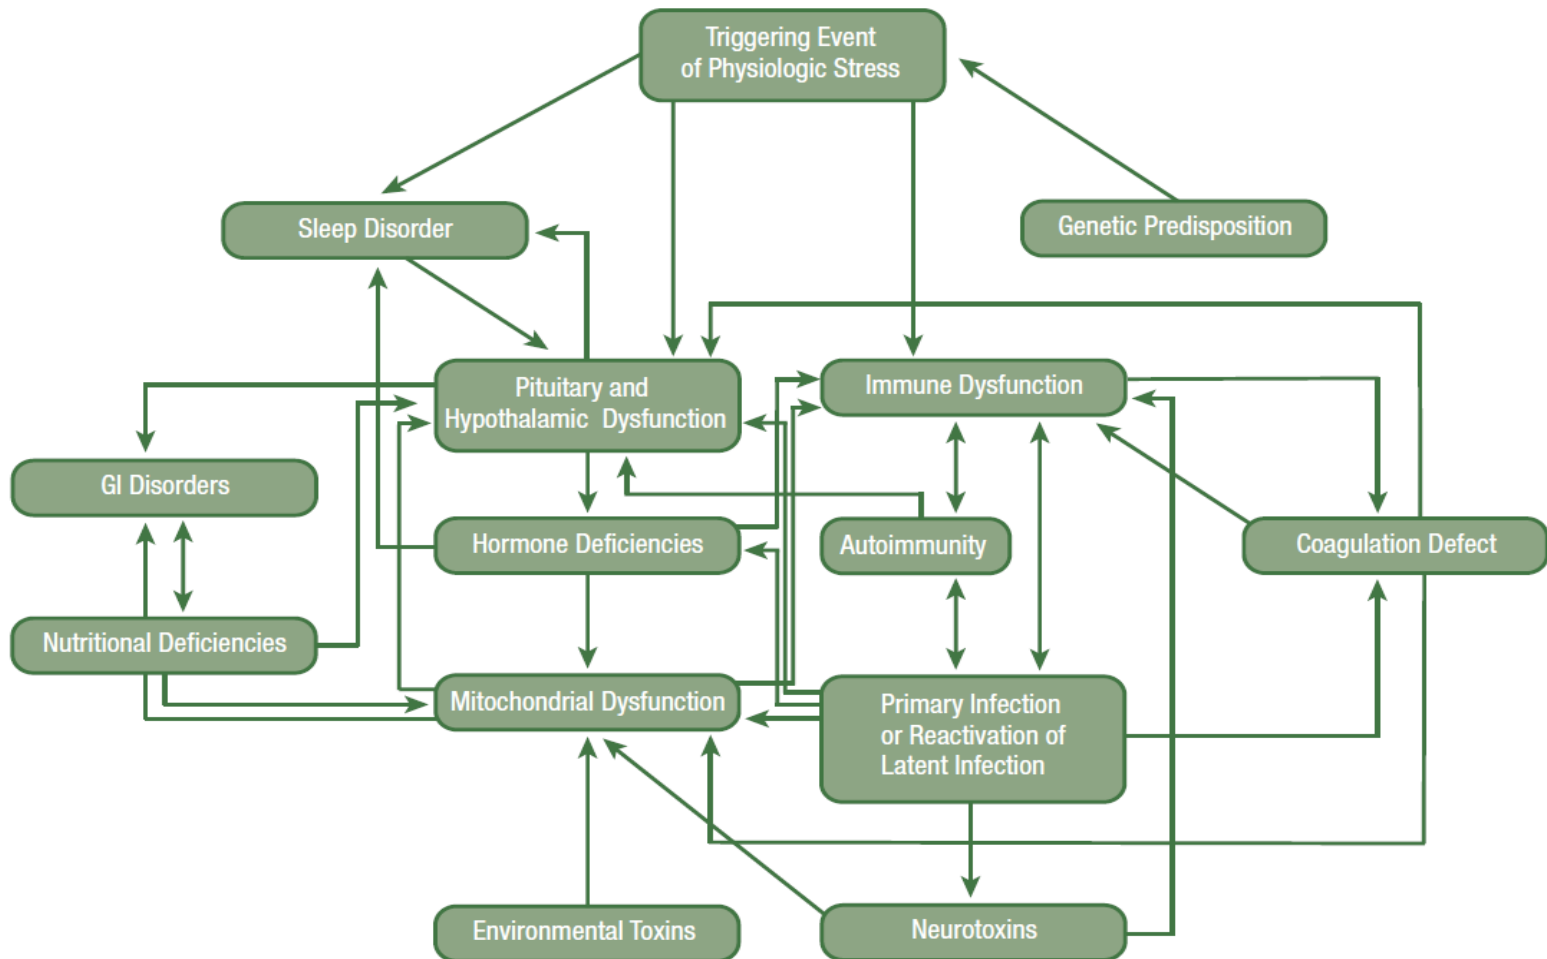 Triggering Event
of Physiologic Stress
Sleep Disorder
Genetic Predisposition
Pituitary and
Hypothalamic Dysfunction
Immune Dysfunction
GI Disorders
Hormone Deficiencies
Autoimmunity
Coagulation Defect
Nutritional Deficiencies
Mitochondrial Dysfunction
Primary Infection
or Reactivation of
Latent Infection
Environmental Toxins
Neurotoxins